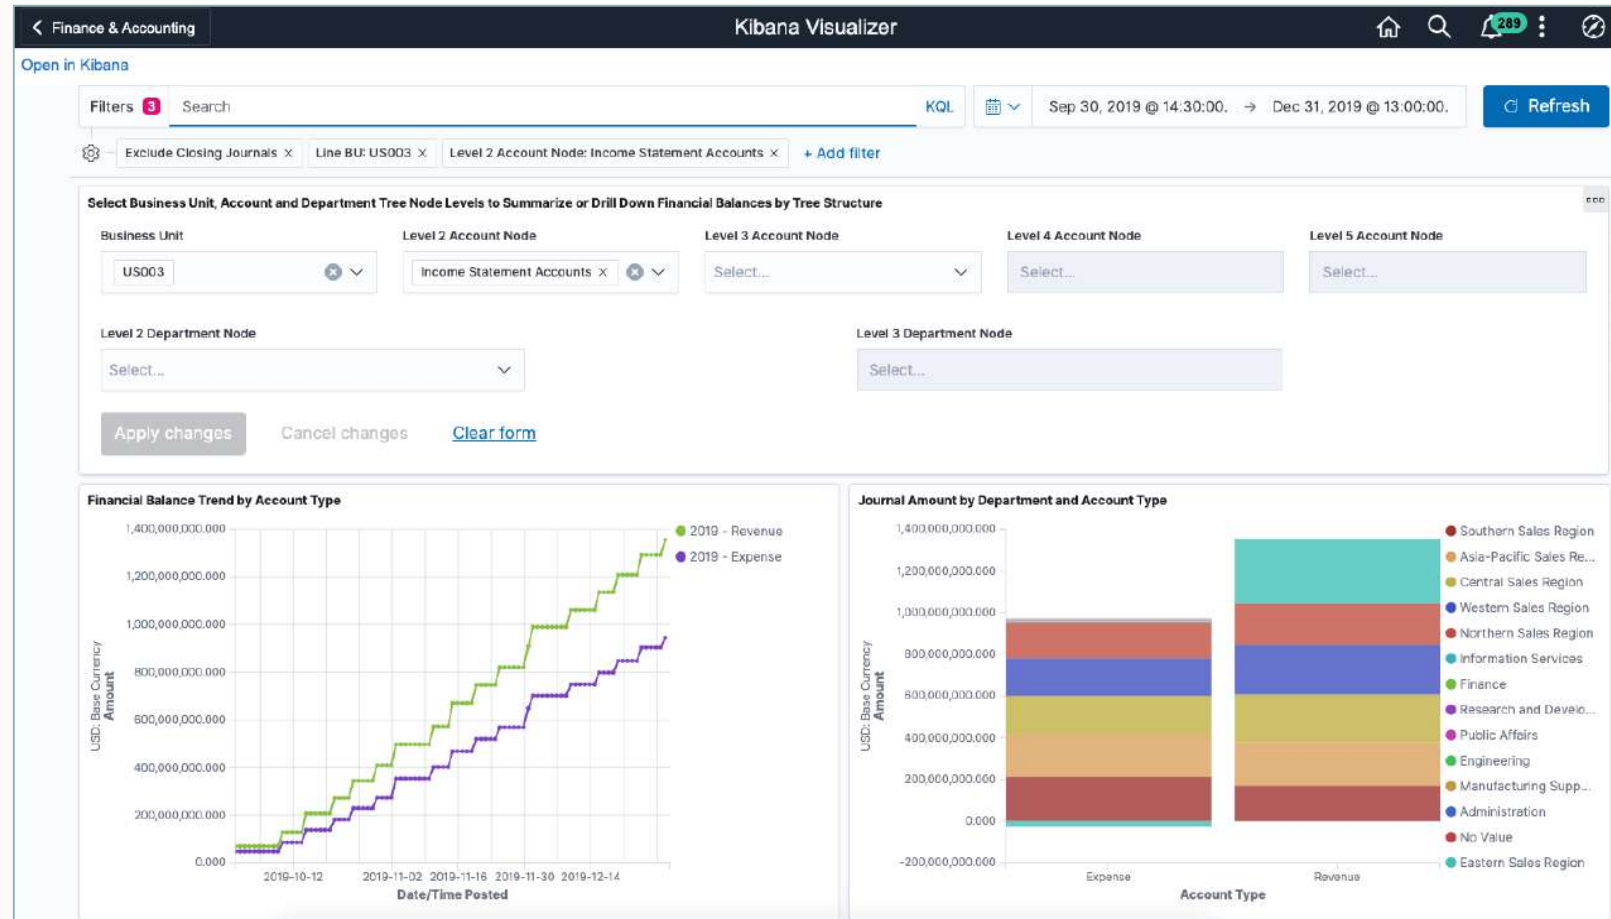 Finance & Accounting
Kibana Visualizer
289
Open in Kibana
Filters 3 Search KQL Sep 30, 2019 @ 14:30:00. → Dec 31, 2019 @ 13:00:00. Refresh
Exclude Closing Journals × Line BU: US003 × Level 2 Account Node: Income Statement Accounts × + Add filter
Select Business Unit, Account and Department Tree Node Levels to Summarize or Drill Down Financial Balances by Tree Structure
Business Unit Level 2 Account Node Level 3 Account Node Level 4 Account Node Level 5 Account Node
US003 Income Statement Accounts × Select... Select... Select...
Level 2 Department Node Level 3 Department Node
Select... Select...
Apply changes Cancel changes Clear form
Financial Balance Trend by Account Type
1,400,000,000.000
1,200,000,000.000
1,000,000,000.000
800,000,000.000
600,000,000.000
400,000,000.000
200,000,000.000
0.000
USD: Base Currency
Amount
2019-10-12 2019-11-02 2019-11-16 2019-11-30 2019-12-14
Date/Time Posted
2019 - Revenue
2019 - Expense
Journal Amount by Department and Account Type
1,400,000,000.000
1,200,000,000.000
1,000,000,000.000
800,000,000.000
600,000,000.000
400,000,000.000
200,000,000.000
0.000
-200,000,000.000
USD: Base Currency
Amount
Expense Revenue
Account Type
Southern Sales Region
Asia-Pacific Sales Re...
Central Sales Region
Western Sales Region
Northern Sales Region
Information Services
Finance
Research and Develo...
Public Affairs
Engineering
Manufacturing Supp...
Administration
No Value
Eastern Sales Region